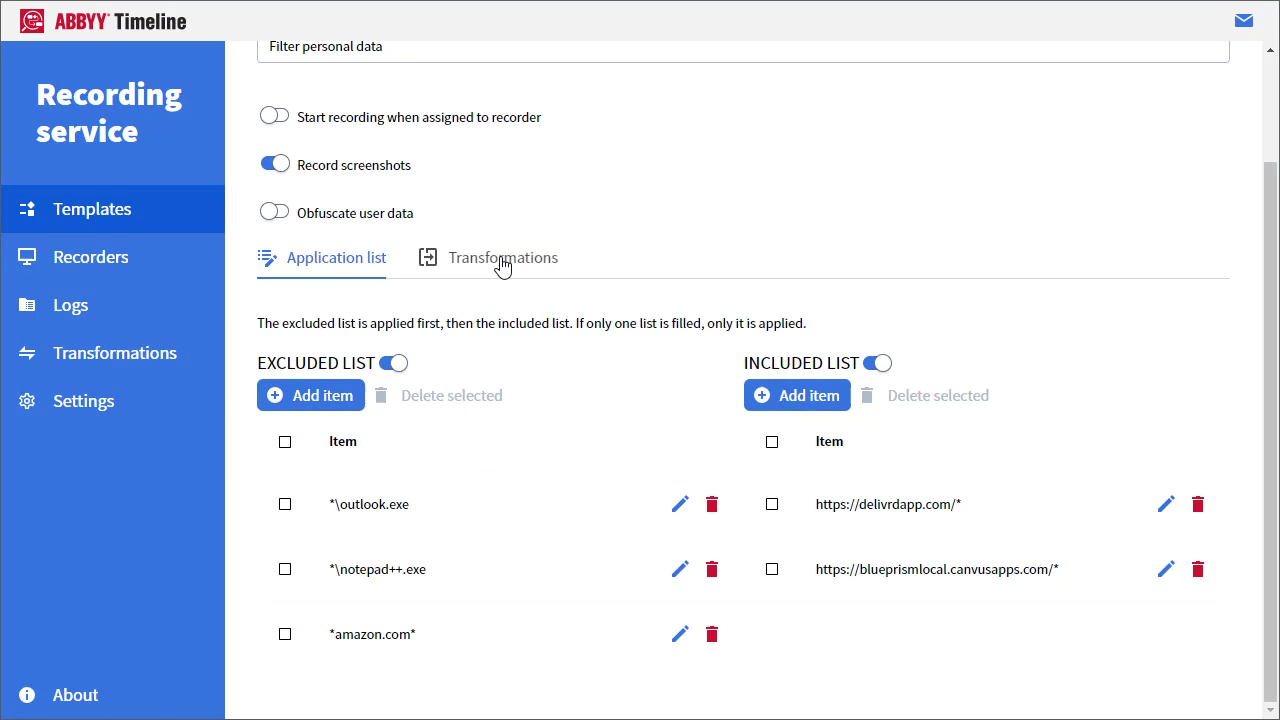 ABBYY Timeline
Filter personal data
Recording
service
Start recording when assigned to recorder
Record screenshots
Obfuscate user data
Templates
Recorders
Logs
Transformations
Settings
About
Application list
Transformations
The excluded list is applied first, then the included list. If only one list is filled, only it is applied.
EXCLUDED LIST
Add item
Delete selected
Item
*\outlook.exe
*\notepad++.exe
*amazon.com*
INCLUDED LIST
Add item
Delete selected
Item
https://delivrdapp.com/*
https://blueprismlocal.canvusapps.com/*